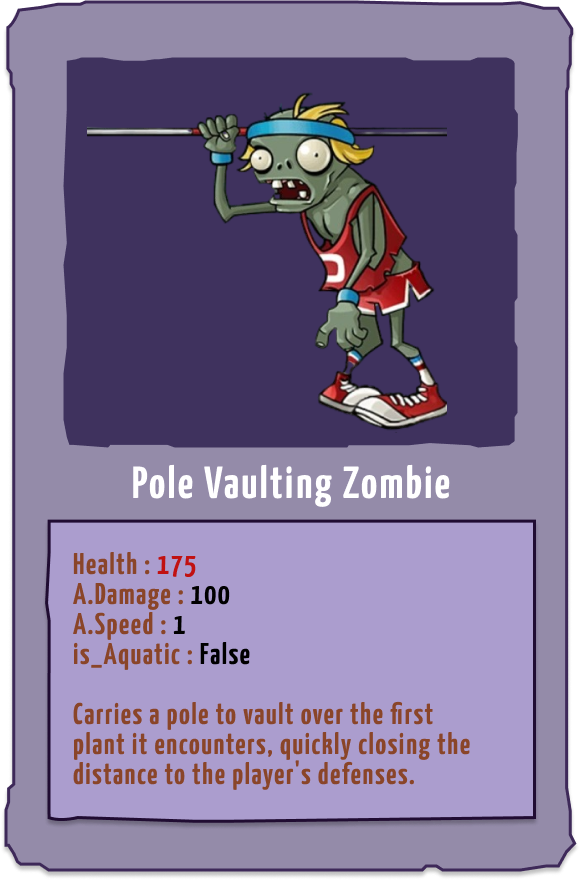 Pole Vaulting Zombie
Health : 175
A.Damage : 100
A.Speed : 1
is_Aquatic : False
Carries a pole to vault over the first
plant it encounters, quickly closing the
distance to the player's defenses.